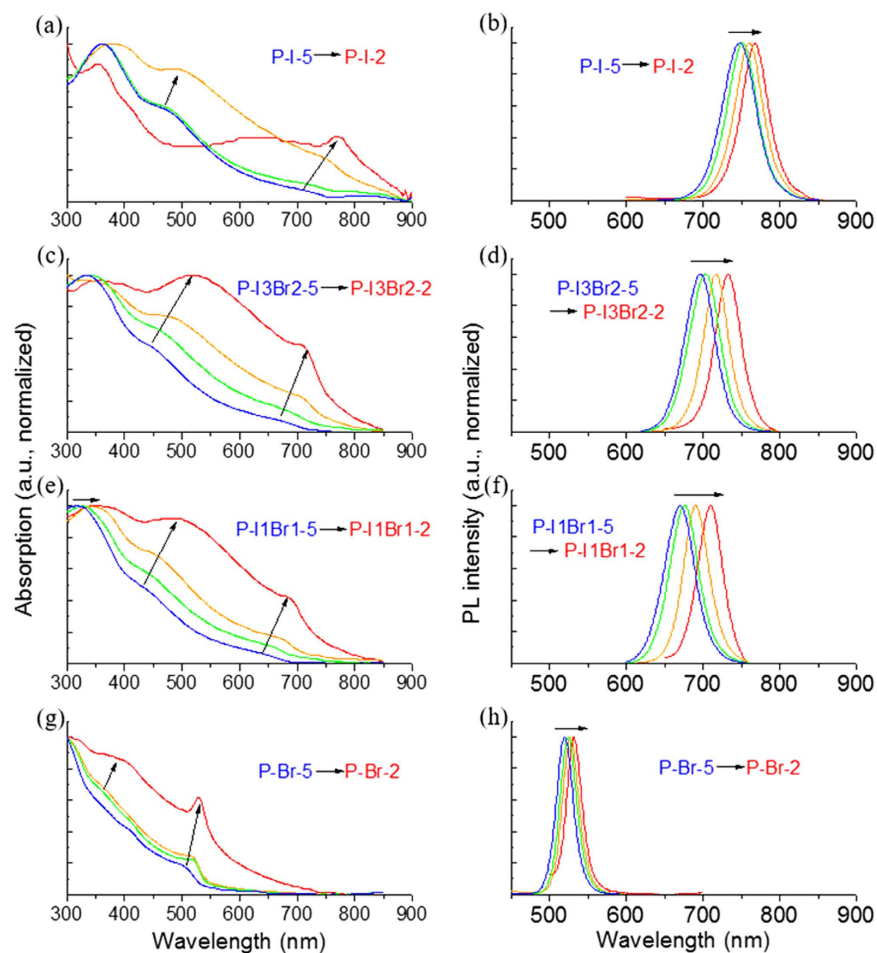 (a)
P-I-5 → P-I-2
300 400 500 600 700 800 900
(b)
P-I-5 → P-I-2
500 600 700 800 900
(c)
P-I3Br2-5 → P-I3Br2-2
300 400 500 600 700 800 900
(d)
P-I3Br2-5
→ P-I3Br2-2
500 600 700 800 900
(e)
P-I1Br1-5 → P-I1Br1-2
300 400 500 600 700 800 900
(f)
P-I1Br1-5
→ P-I1Br1-2
500 600 700 800 900
(g)
P-Br-5 → P-Br-2
300 400 500 600 700 800 900
(h)
P-Br-5 → P-Br-2
500 600 700 800 900
Absorption (a.u., normalized)
PL intensity (a.u., normalized)
Wavelength (nm)
Wavelength (nm)